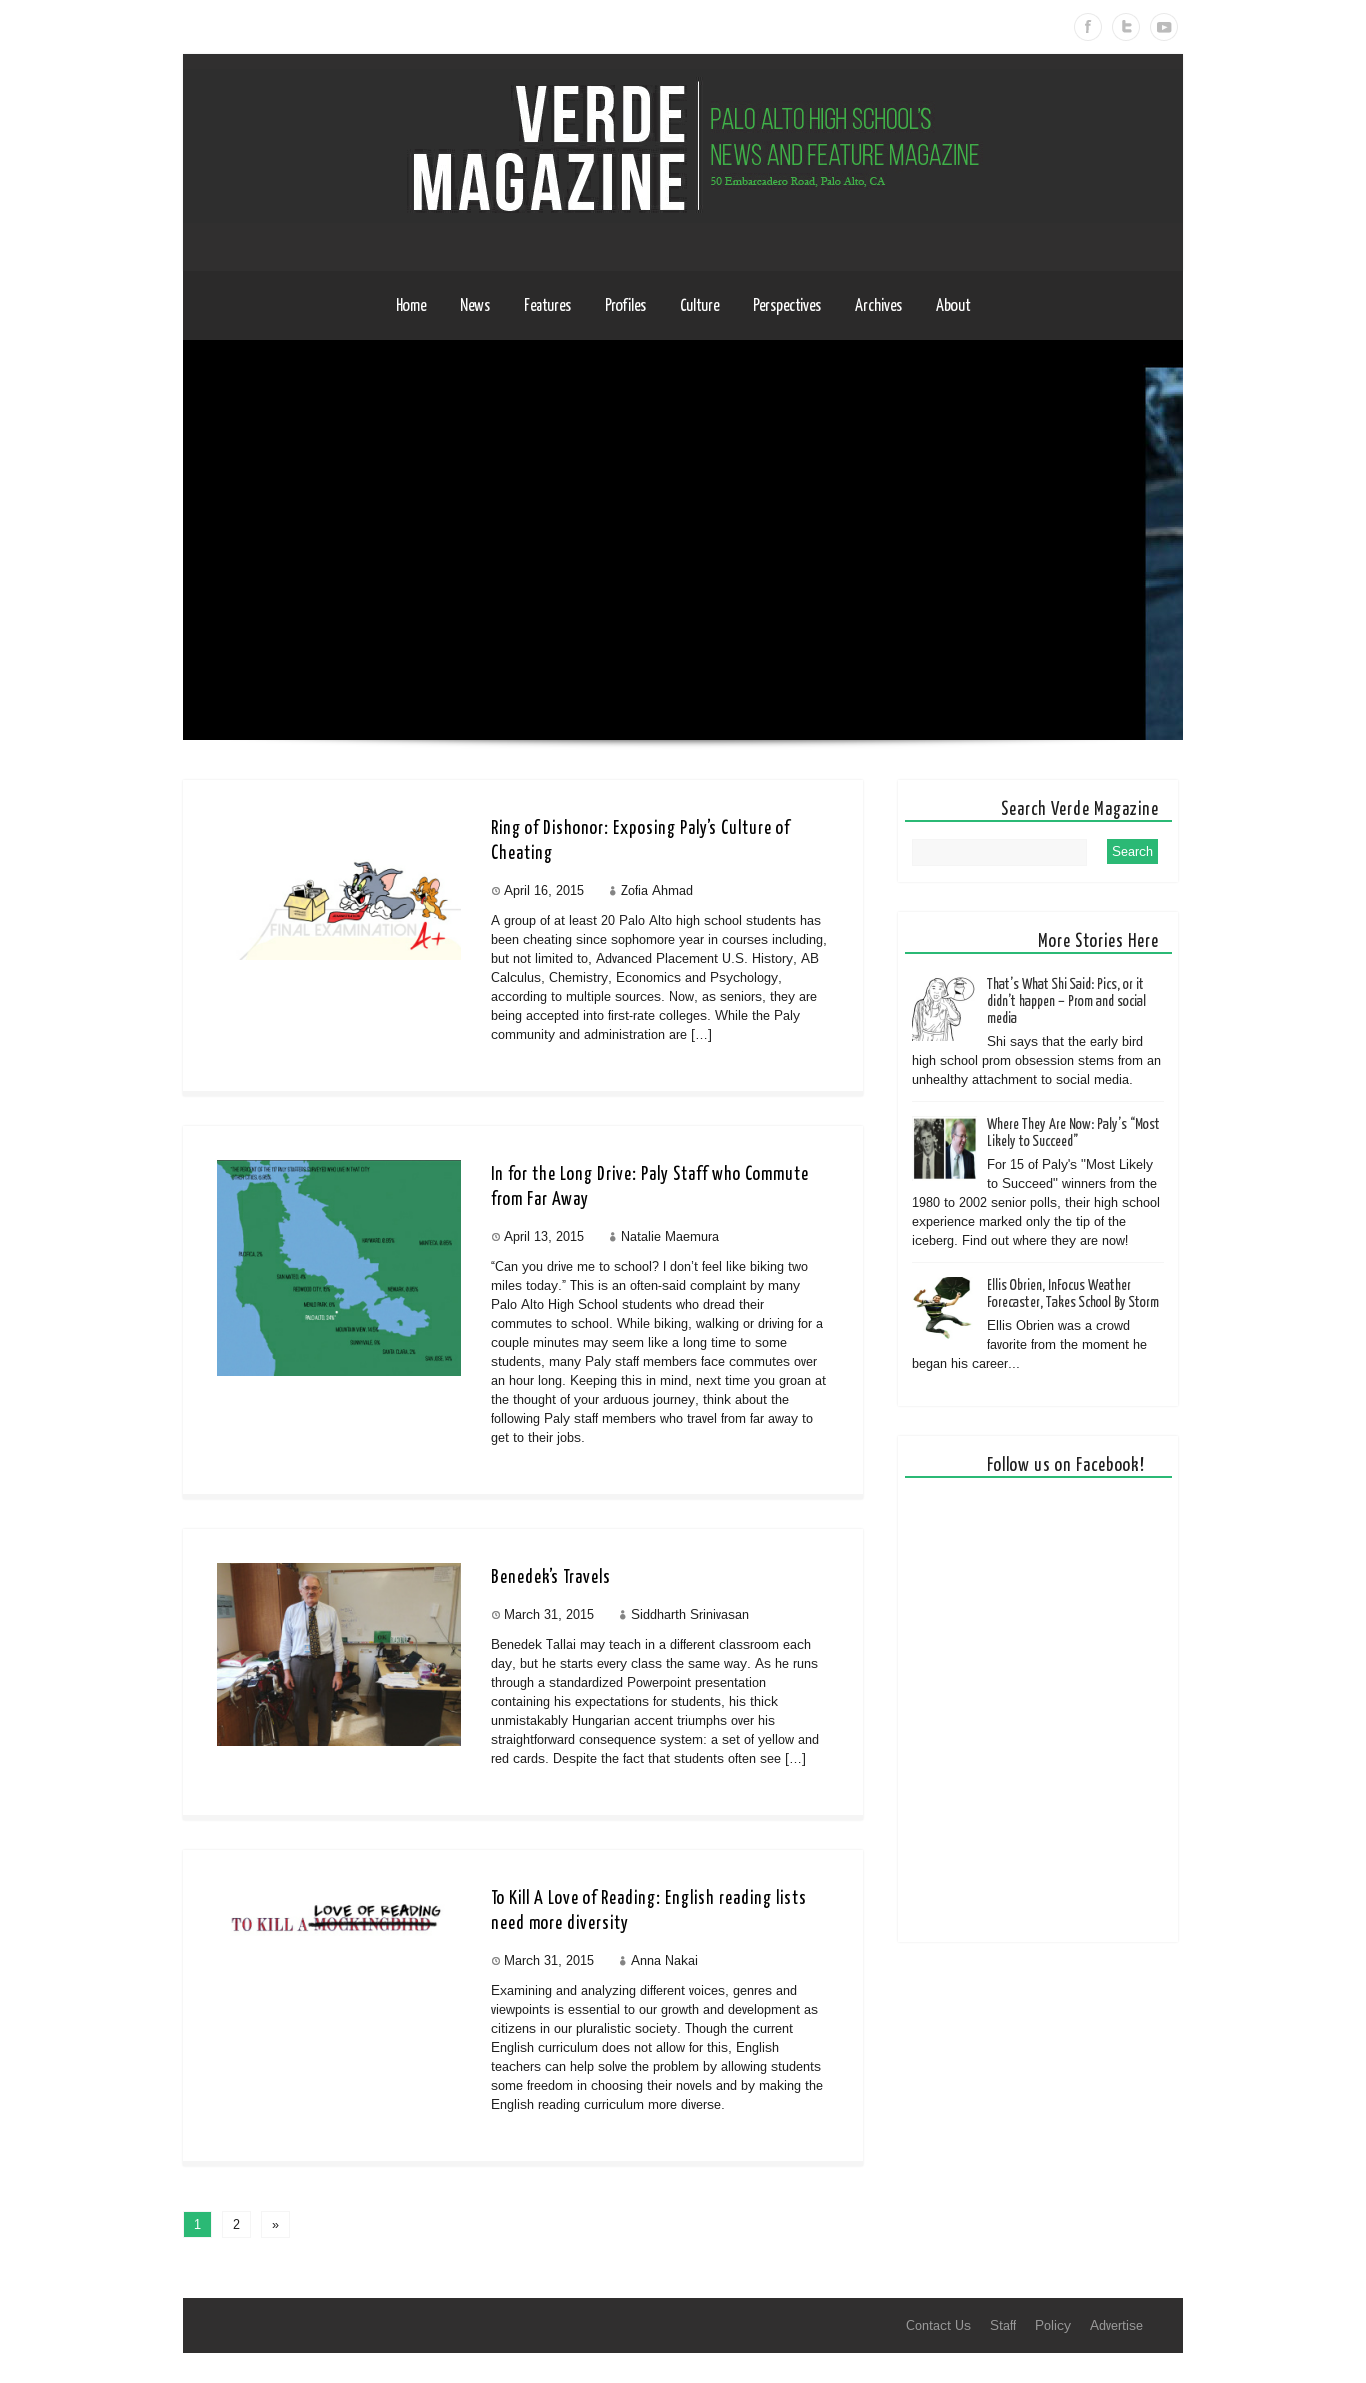 VERDE
MAGAZINE
PALO ALTO HIGH SCHOOL'S
NEWS AND FEATURE MAGAZINE
50 Embarcadero Road, Palo Alto, CA
Home News Features Profiles Culture Perspectives Archives About
Ring of Dishonor: Exposing Paly's Culture of
Cheating
April 16, 2015 Zofia Ahmad
A group of at least 20 Palo Alto high school students has
been cheating since sophomore year in courses including,
but not limited to, Advanced Placement U.S. History, AB
Calculus, Chemistry, Economics and Psychology,
according to multiple sources. Now, as seniors, they are
being accepted into first-rate colleges. While the Paly
community and administration are […]
FINAL EXAMINATION A+
In for the Long Drive: Paly Staff who Commute
from Far Away
April 13, 2015 Natalie Maemura
“Can you drive me to school? I don’t feel like biking two
miles today.” This is an often-said complaint by many
Palo Alto High School students who dread their
commutes to school. While biking, walking or driving for a
couple minutes may seem like a long time to some
students, many Paly staff members face commutes over
an hour long. Keeping this in mind, next time you groan at
the thought of your arduous journey, think about the
following Paly staff members who travel from far away to
get to their jobs.
Benedek’s Travels
March 31, 2015 Siddharth Srinivasan
Benedek Tallai may teach in a different classroom each
day, but he starts every class the same way. As he runs
through a standardized Powerpoint presentation
containing his expectations for students, his thick
unmistakably Hungarian accent triumphs over his
straightforward consequence system: a set of yellow and
red cards. Despite the fact that students often see […]
LOVE OF READING
TO KILL A MOCKINGBIRD
To Kill A Love of Reading: English reading lists
need more diversity
March 31, 2015 Anna Nakai
Examining and analyzing different voices, genres and
viewpoints is essential to our growth and development as
citizens in our pluralistic society. Though the current
English curriculum does not allow for this, English
teachers can help solve the problem by allowing students
some freedom in choosing their novels and by making the
English reading curriculum more diverse.
1 2 »
Search Verde Magazine
Search
More Stories Here
That’s What Shi Said: Pics, or it
didn’t happen – Prom and social
media
Shi says that the early bird
high school prom obsession stems from an
unhealthy attachment to social media.
Where They Are Now: Paly’s “Most
Likely to Succeed”
For 15 of Paly's "Most Likely
to Succeed" winners from the
1980 to 2002 senior polls, their high school
experience marked only the tip of the
iceberg. Find out where they are now!
Ellis Obrien, InFocus Weather
Forecaster, Takes School By Storm
Ellis Obrien was a crowd
favorite from the moment he
began his career...
Follow us on Facebook!
Contact Us Staff Policy Advertise